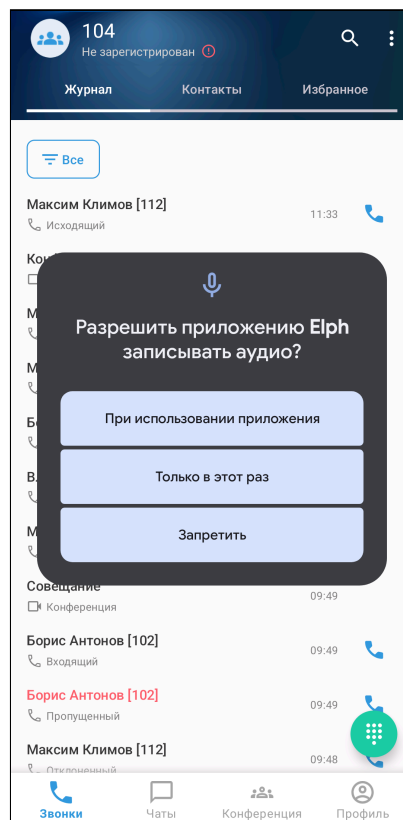 104
Не зарегистрирован
Журнал Контакты Избранное
Все
Максим Климов [112]
Исходящий
11:33
Разрешить приложению Elph
записывать аудио?
При использовании приложения
Только в этот раз
Запретить
Совещание
Конференция
09:49
Борис Антонов [102]
Входящий
09:49
Борис Антонов [102]
Пропущенный
09:49
Максим Климов [112]
Отклоненный
09:48
Звонки Чаты Конференция Профиль